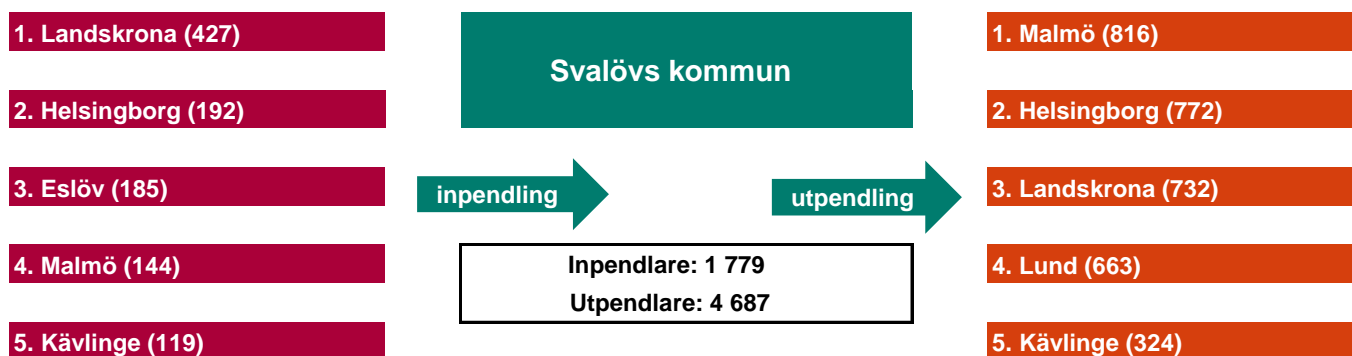 1. Landskrona (427)
2. Helsingborg (192)
3. Eslöv (185)
4. Malmö (144)
5. Kävlinge (119)
Svalövs kommun
inpendling
utpendling
Inpendlare: 1 779
Utpendlare: 4 687
1. Malmö (816)
2. Helsingborg (772)
3. Landskrona (732)
4. Lund (663)
5. Kävlinge (324)